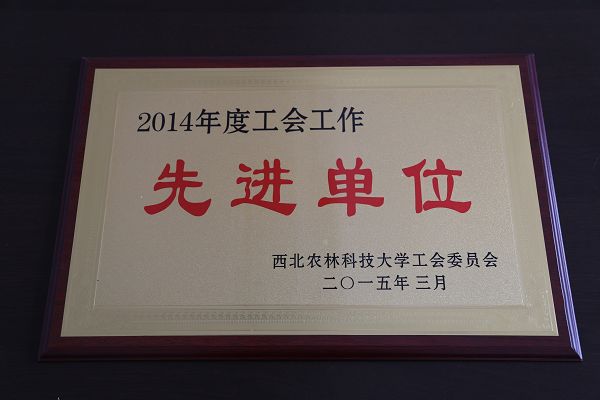 2014年度工会工作
先进单位
西北农林科技大学工会委员会
二〇一五年三月